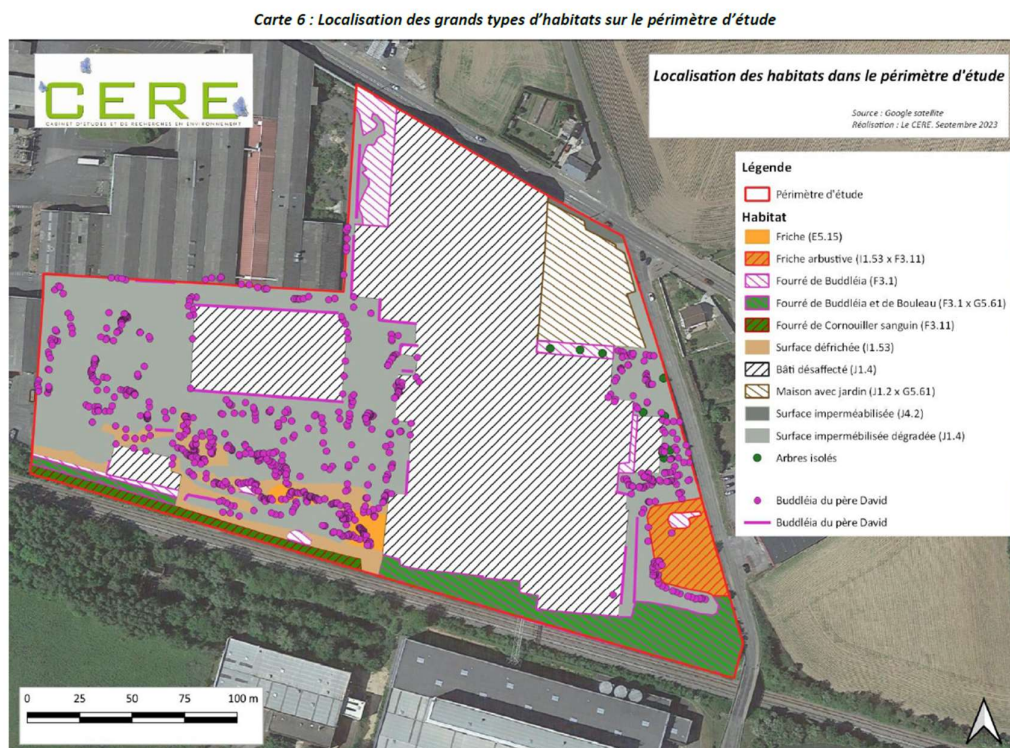 Carte 6 : Localisation des grands types d'habitats sur le périmètre d'étude
CERE
CABINET D'ÉTUDES ET DE RECHERCHES EN ENVIRONNEMENT
Localisation des habitats dans le périmètre d'étude
Source : Google satellite
Réalisation : Le CERE, Septembre 2023
Légende
Périmètre d'étude
Habitat
Friche (E5.15)
Friche arbustive (I1.53 x F3.11)
Fourré de Buddléia (F3.1)
Fourré de Buddléia et de Bouleau (F3.1 x G5.61)
Fourré de Cornouiller sanguin (F3.11)
Surface défrichée (I1.53)
Bâti désaffecté (J1.4)
Maison avec jardin (J1.2 x G5.61)
Surface imperméabilisée (J4.2)
Surface impermébilisée dégradée (J1.4)
Arbres isolés
Buddléia du père David
Buddléia du père David
0 25 50 75 100 m